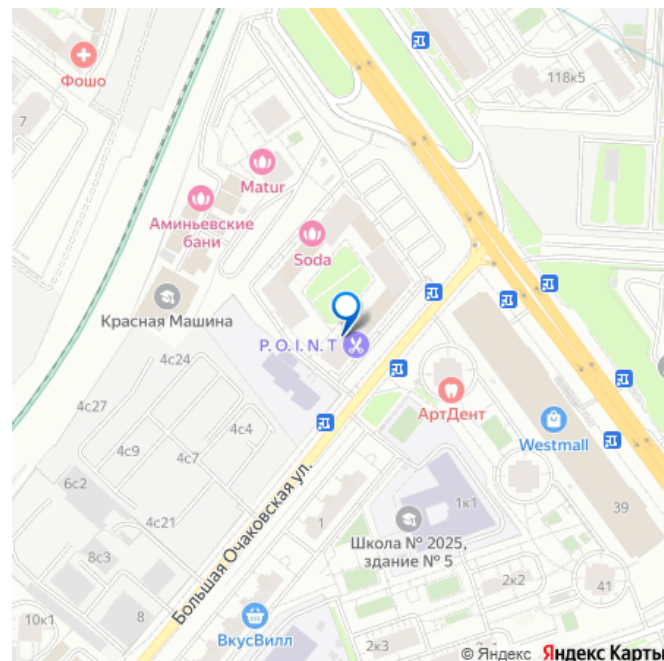 Фошо
7
118к5
Matur
Аминьевские
бани
Soda
Красная Машина
P. O. I. N. T
4с24
АртДент
4с27
4с4
Westmall
4с9
4с7
6с2
1к1
39
4с21
1
Школа № 2025,
здание № 5
8с3
Большая Очаковская ул.
2к2
41
10к1
8
ВкусВилл
2к3
2к1
© Яндекс Яндекс Карты